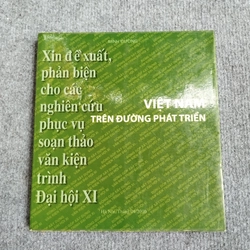 Xin đề xuất,
phản biện
cho các
nghiên cứu
phục vụ
soạn thảo
văn kiện
trình
Đại hội XI
VIỆT NAM
TRÊN ĐƯỜNG PHÁT TRIỂN